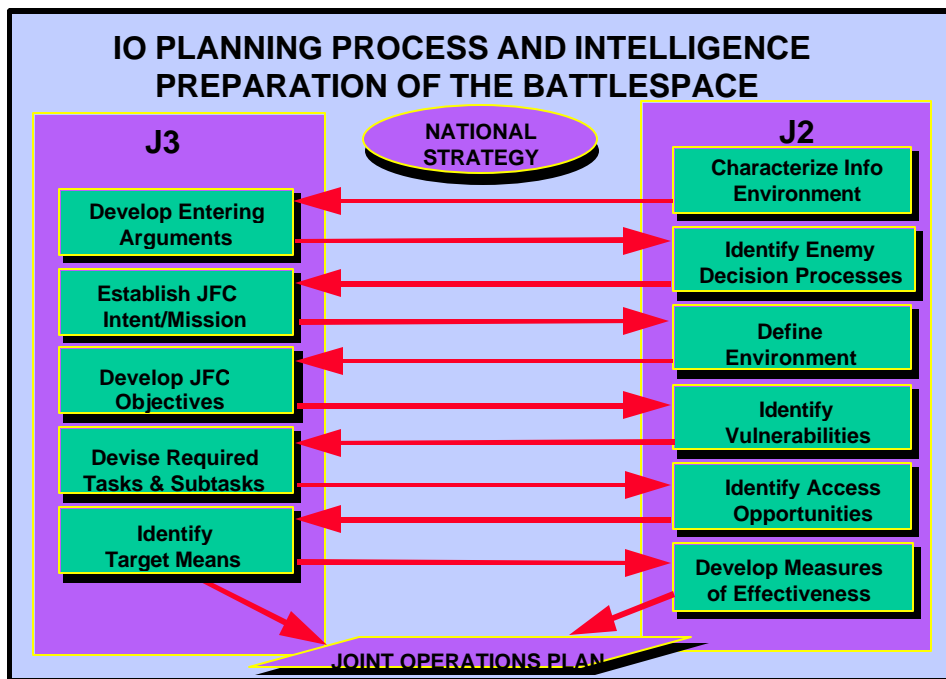 IO PLANNING PROCESS AND INTELLIGENCE
PREPARATION OF THE BATTLESPACE
J3
Develop Entering
Arguments
Establish JFC
Intent/Mission
Develop JFC
Objectives
Devise Required
Tasks & Subtasks
Identify
Target Means
NATIONAL
STRATEGY
J2
Characterize Info
Environment
Identify Enemy
Decision Processes
Define
Environment
Identify
Vulnerabilities
Identify Access
Opportunities
Develop Measures
of Effectiveness
JOINT OPERATIONS PLAN